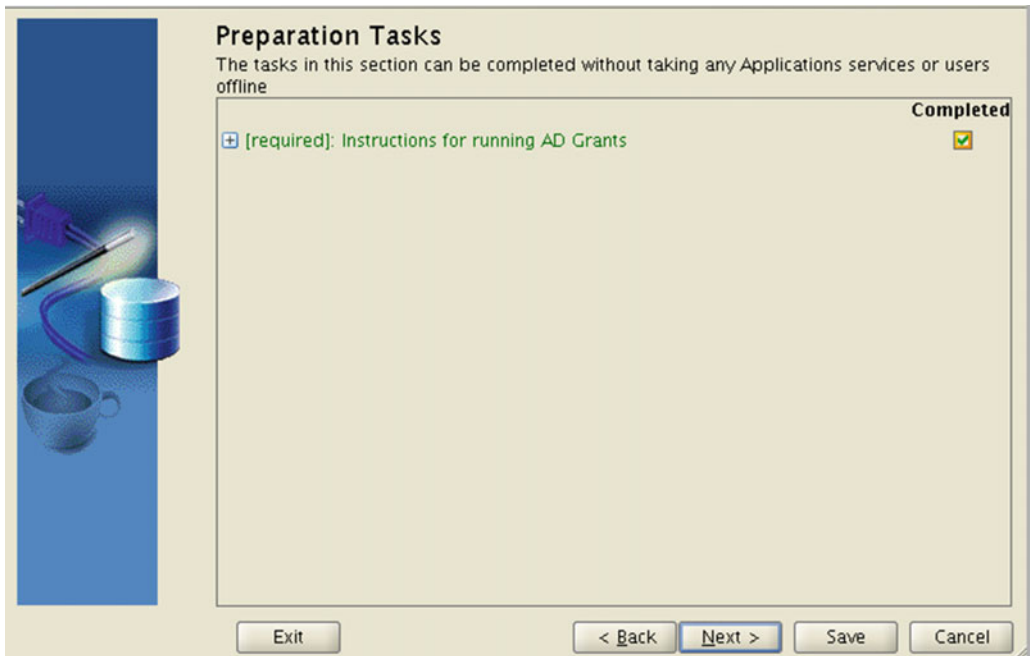 Preparation Tasks
The tasks in this section can be completed without taking any Applications services or users
offline
Completed
[required]: Instructions for running AD Grants
Exit
< Back
Next >
Save
Cancel